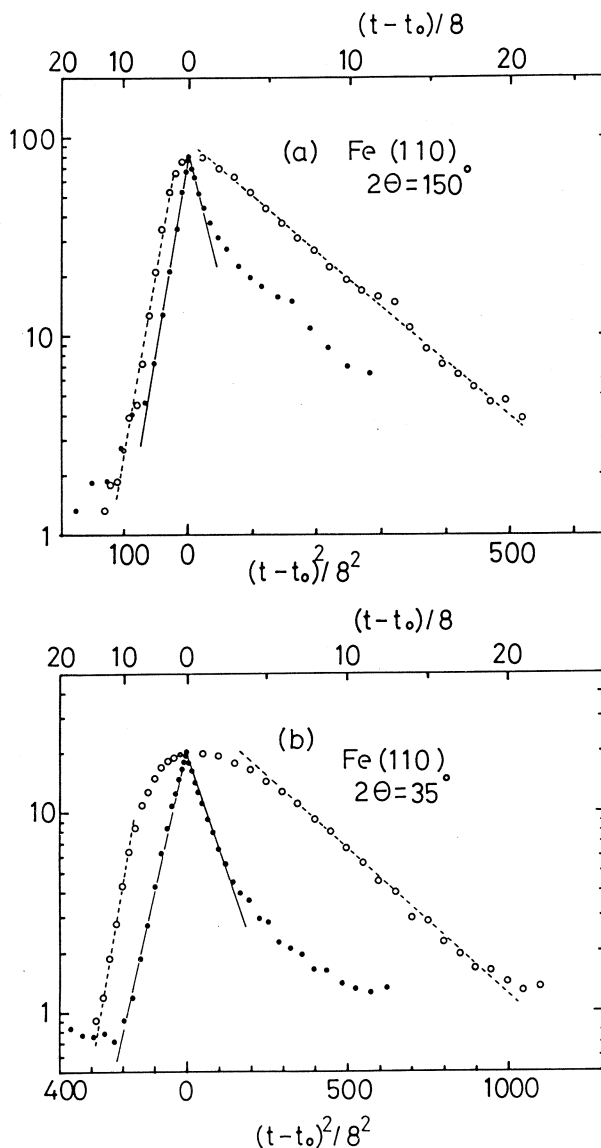 (t-t₀)/8
20 10 0 10 20
100
(a) Fe(110)
2Θ=150°
10
1
100 0 500
(t-t₀)²/8²
(t-t₀)/8
20 10 0 10 20
(b) Fe(110)
2Θ=35°
10
1
400 0 500 1000
(t-t₀)²/8²